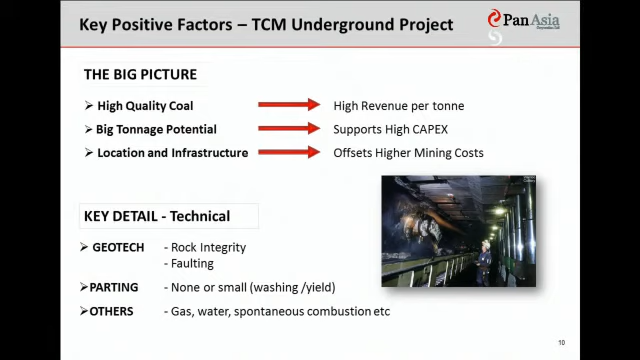 Key Positive Factors – TCM Underground Project
PanAsia
THE BIG PICTURE
➢ High Quality Coal High Revenue per tonne
➢ Big Tonnage Potential Supports High CAPEX
➢ Location and Infrastructure Offsets Higher Mining Costs
KEY DETAIL - Technical
➢ GEOTECH - Rock Integrity
- Faulting
➢ PARTING - None or small (washing /yield)
➢ OTHERS - Gas, water, spontaneous combustion etc
10